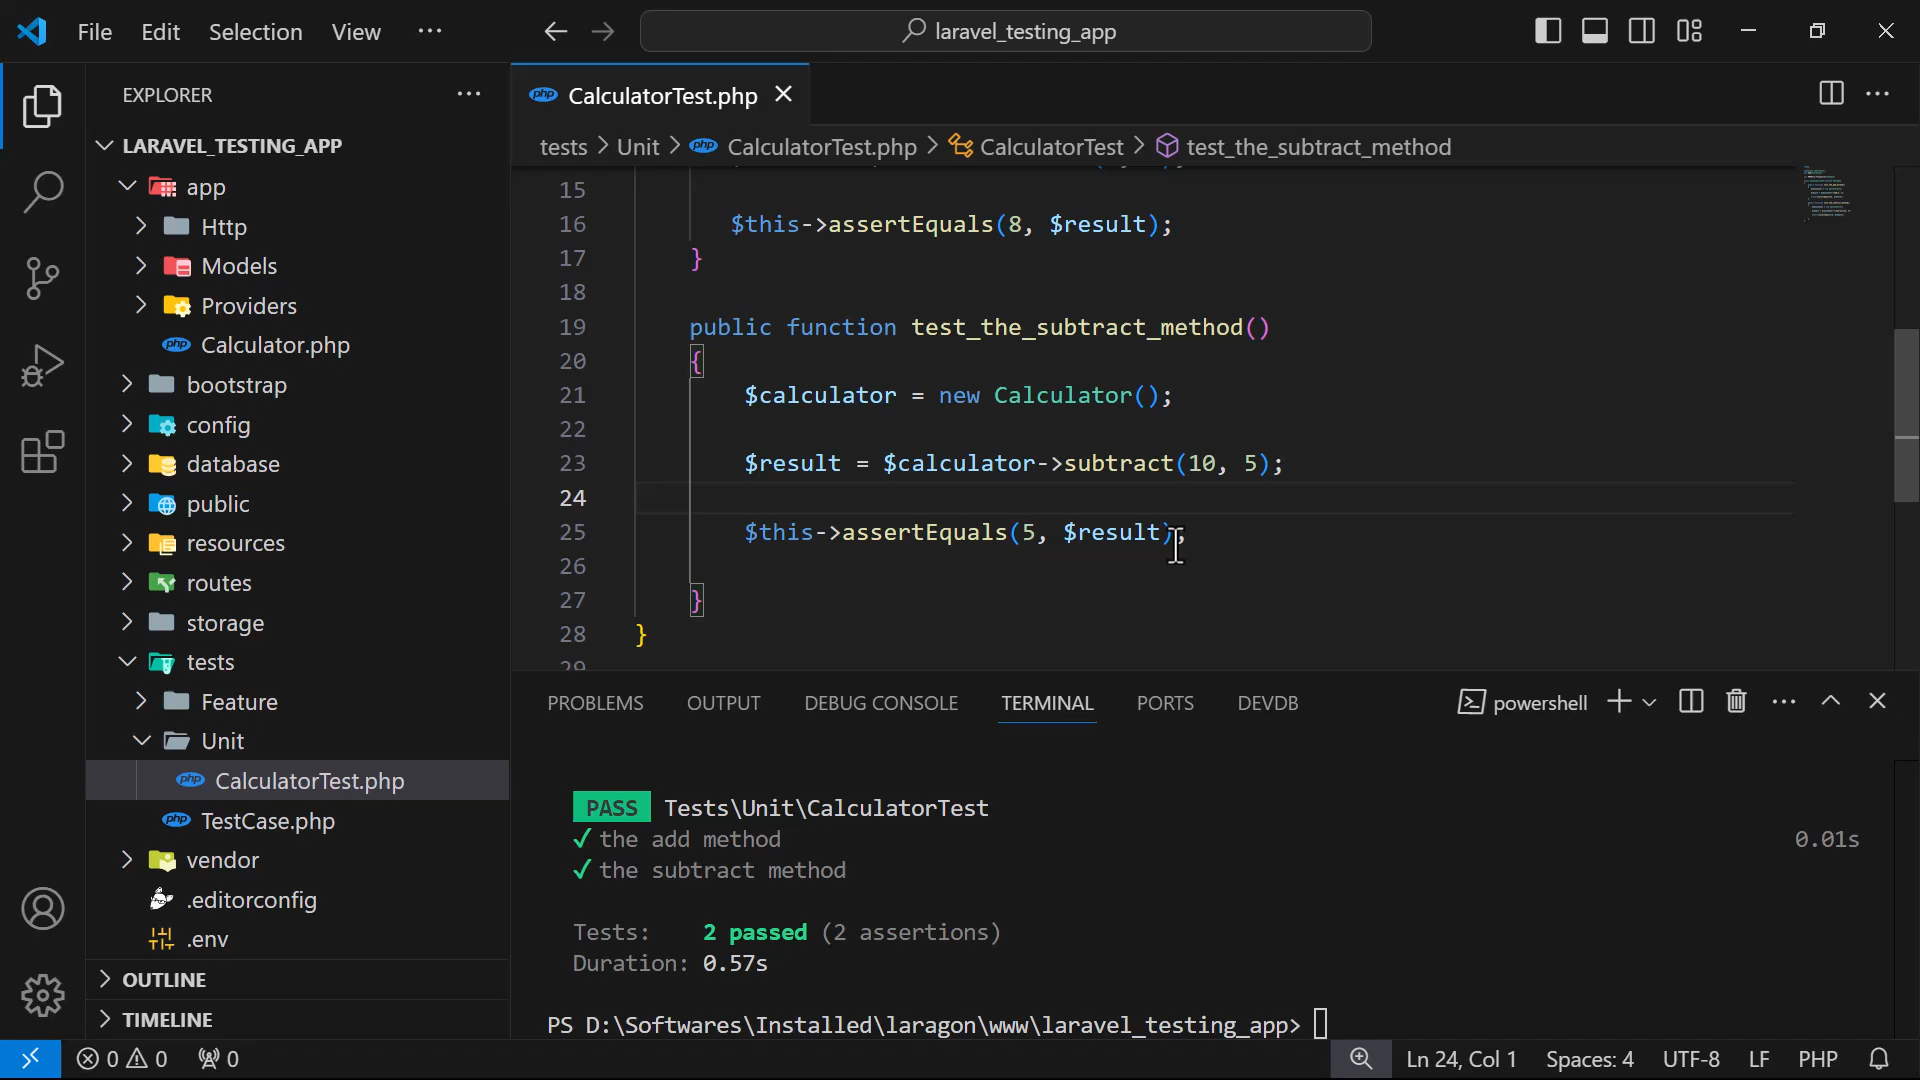 File Edit Selection View ··· laravel_testing_app
EXPLORER ···
LARAVEL_TESTING_APP
app
Http
Models
Providers
Calculator.php
bootstrap
config
database
public
resources
routes
storage
tests
Feature
Unit
CalculatorTest.php
TestCase.php
vendor
.editorconfig
.env
OUTLINE
TIMELINE
CalculatorTest.php
tests > Unit > CalculatorTest.php > CalculatorTest > test_the_subtract_method
15
16 $this->assertEquals(8, $result);
17 }
18
19 public function test_the_subtract_method()
20 {
21 $calculator = new Calculator();
22
23 $result = $calculator->subtract(10, 5);
24
25 $this->assertEquals(5, $result);
26
27 }
28 }
29
PROBLEMS OUTPUT DEBUG CONSOLE TERMINAL PORTS DEVDB powershell
PASS Tests\Unit\CalculatorTest
✓ the add method 0.01s
✓ the subtract method
Tests: 2 passed (2 assertions)
Duration: 0.57s
PS D:\Softwares\Installed\laragon\www\laravel_testing_app>
0 0 0 Ln 24, Col 1 Spaces: 4 UTF-8 LF PHP